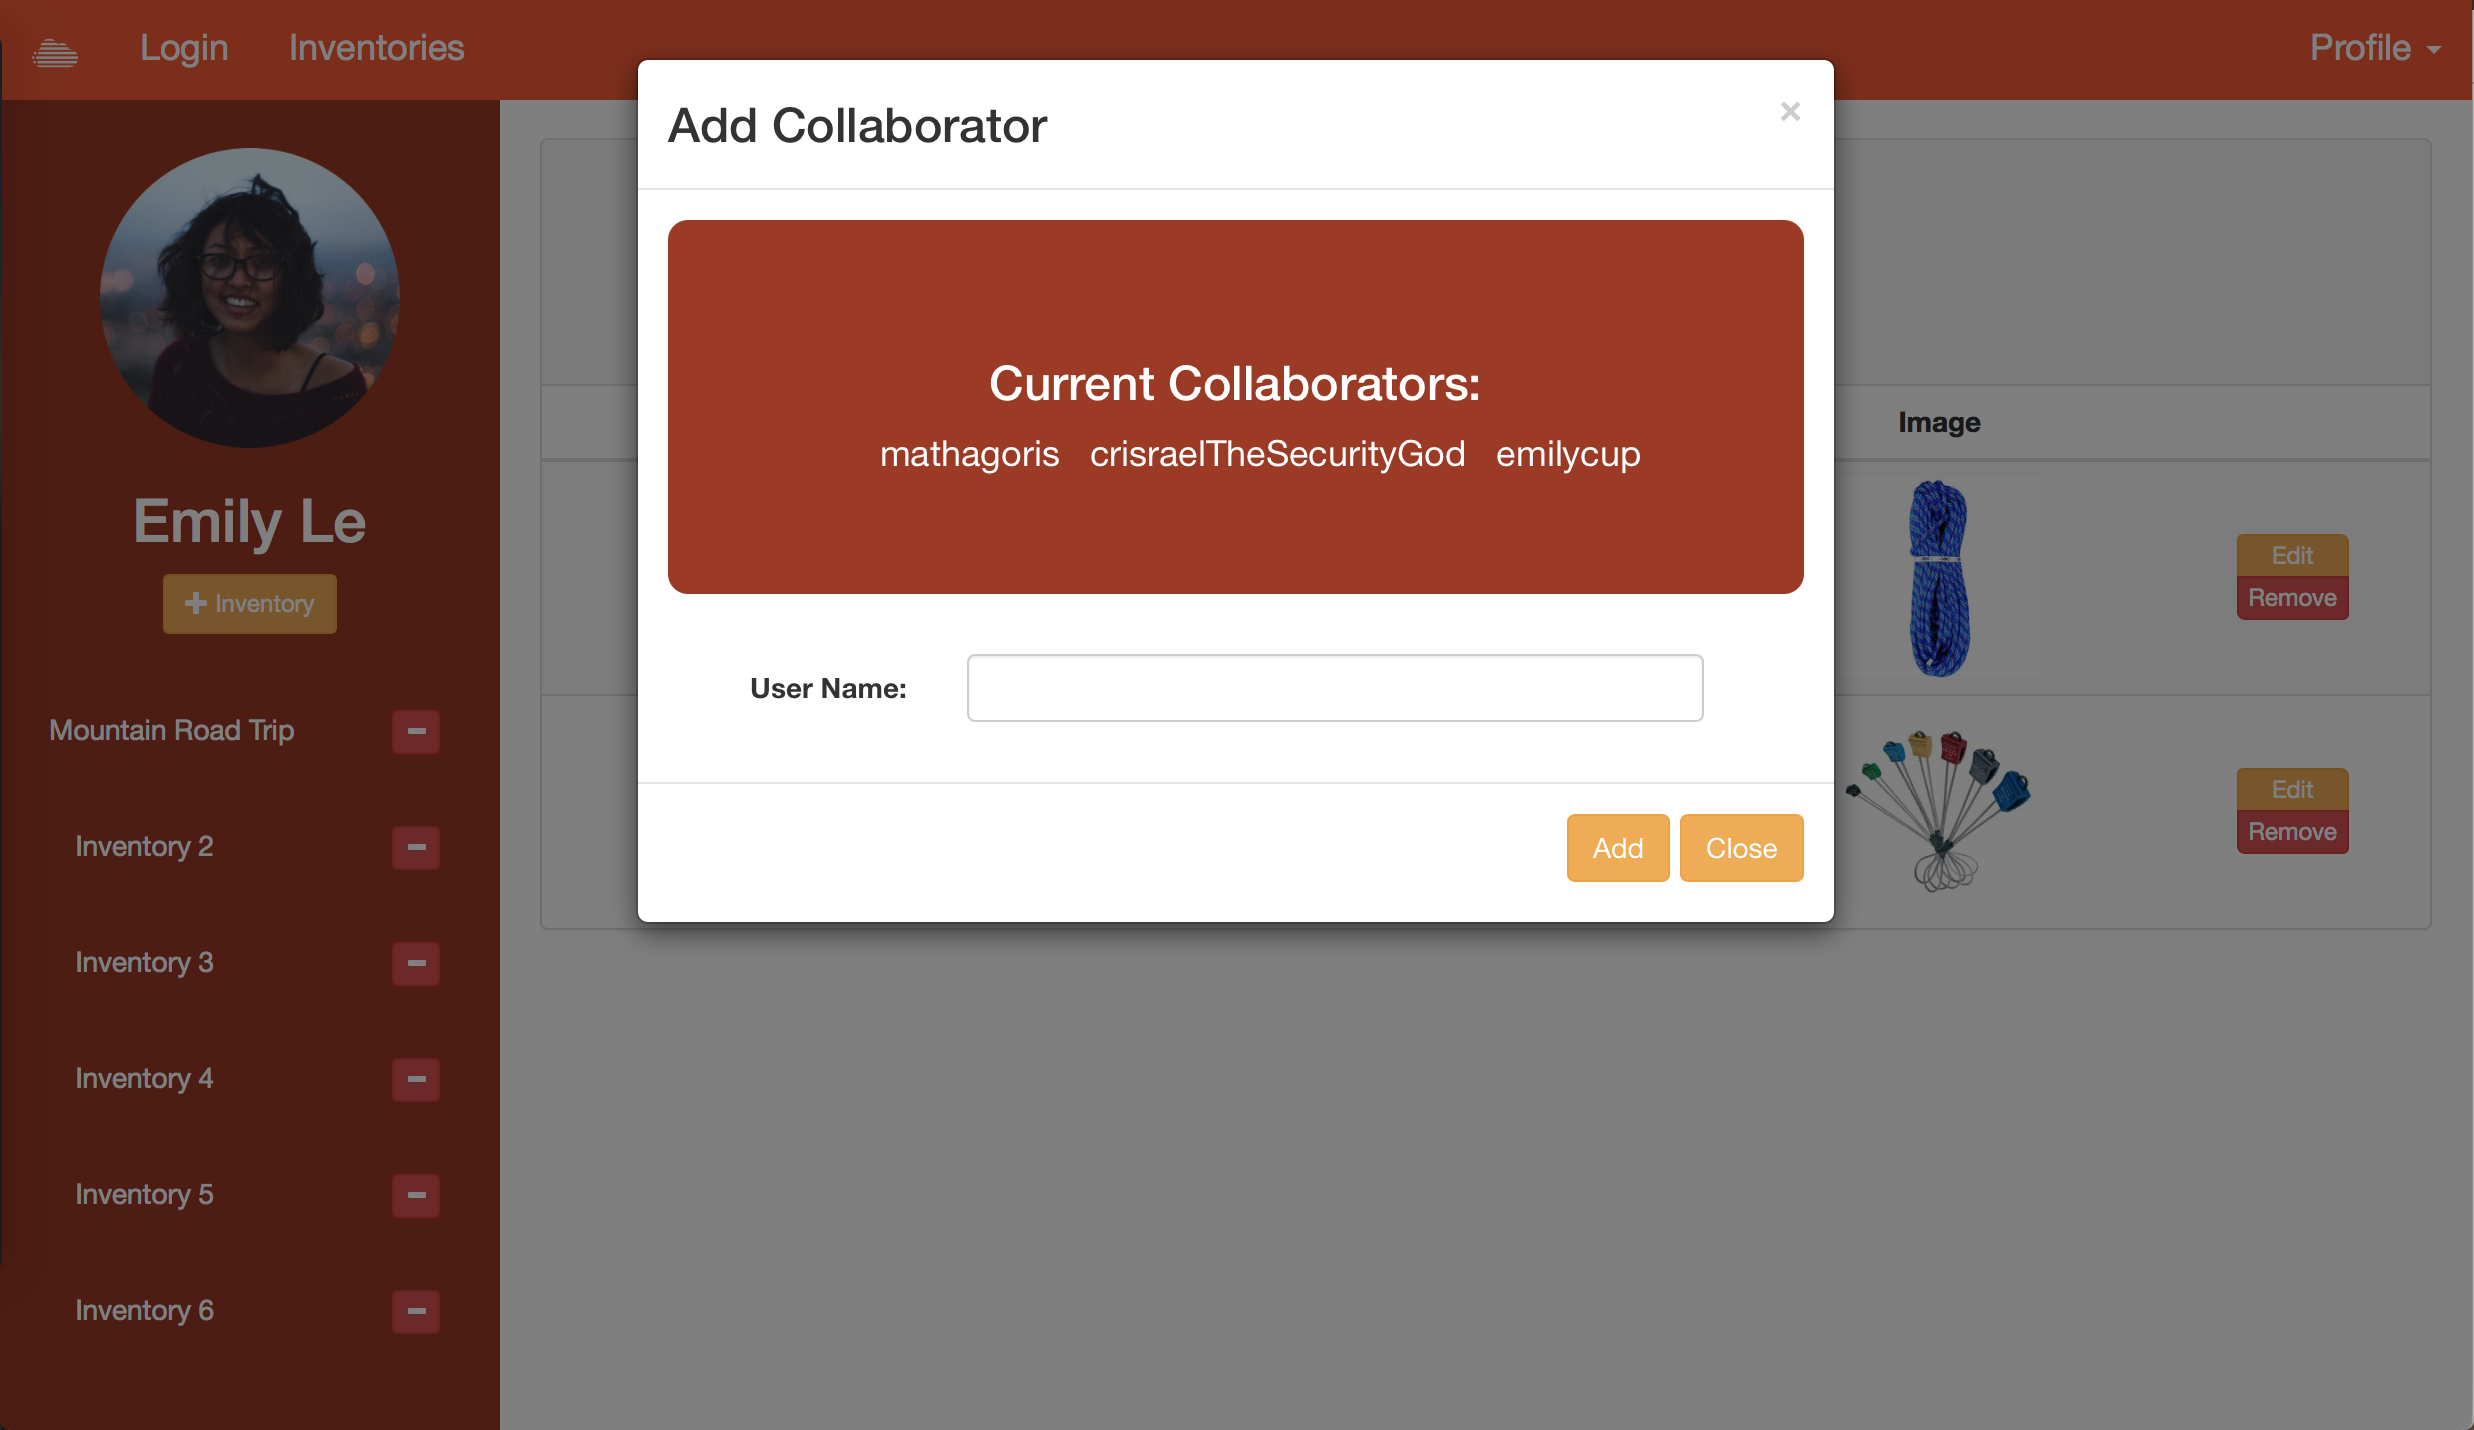 Login Inventories Profile
Add Collaborator ×
Current Collaborators:
mathagoris crisraelTheSecurityGod emilycup
User Name:
Add Close
Emily Le
Inventory
Mountain Road Trip
Inventory 2
Inventory 3
Inventory 4
Inventory 5
Inventory 6
Image
Edit
Remove
Edit
Remove